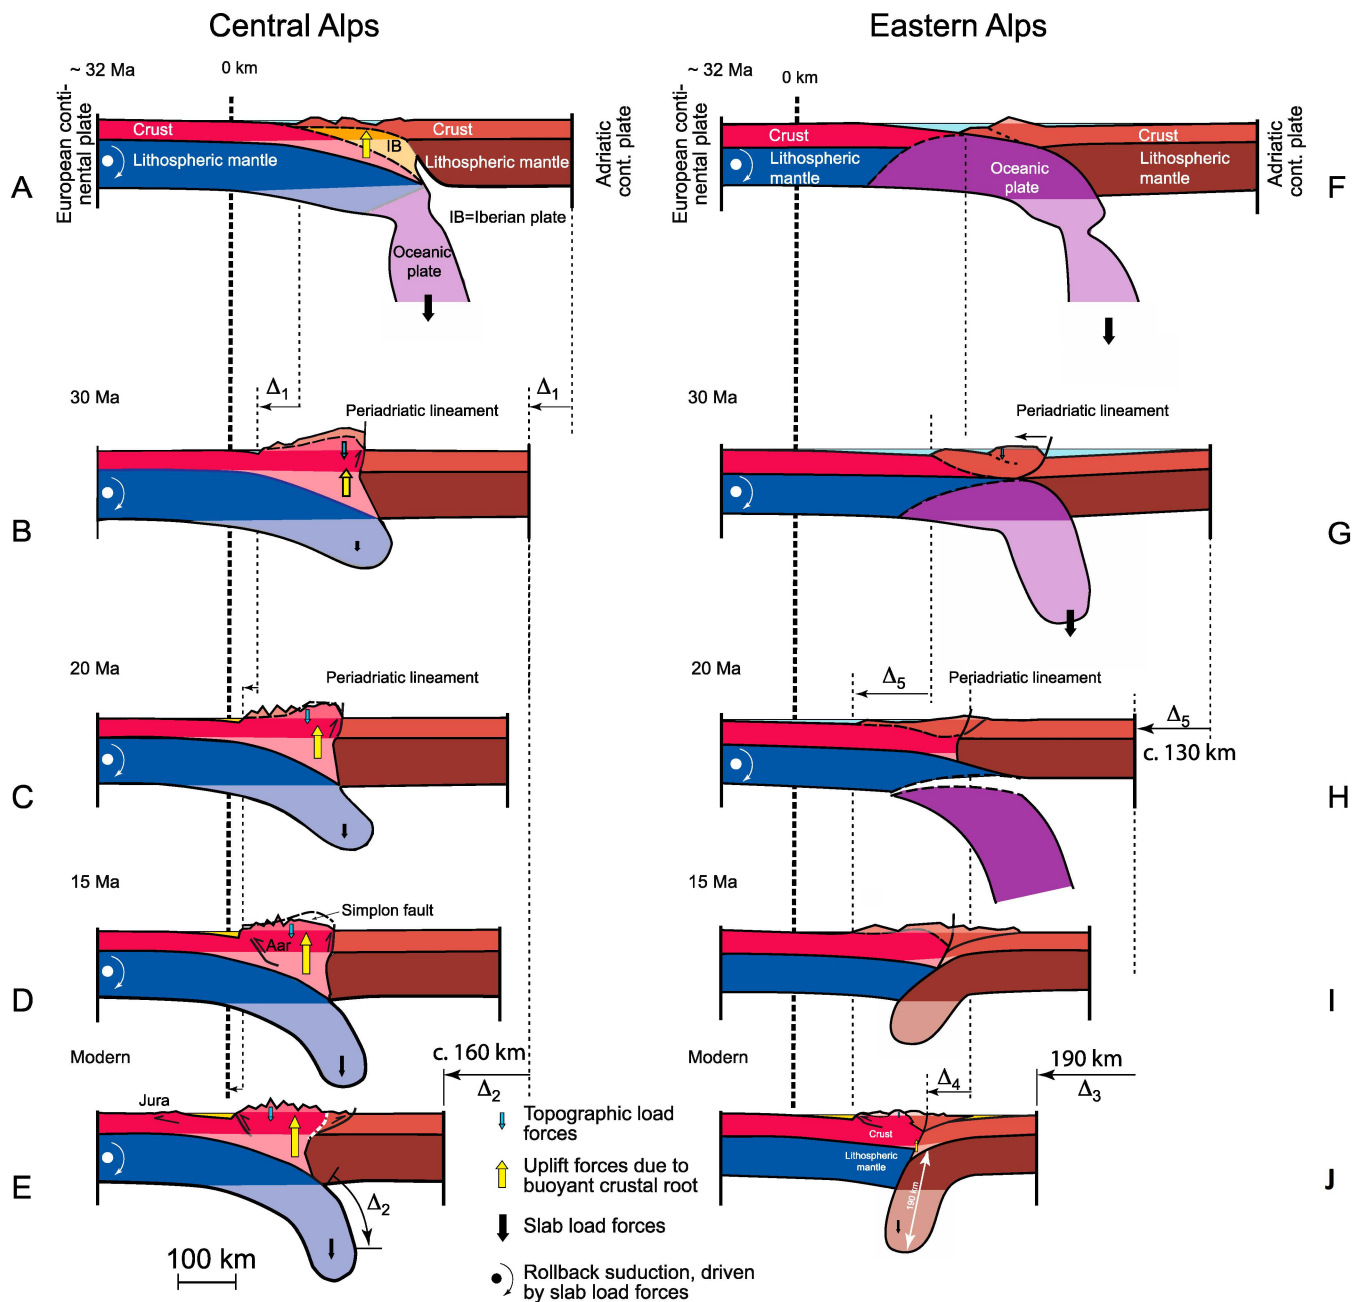 Central Alps
Eastern Alps
~ 32 Ma
0 km
European conti-
nental plate
Crust
Lithospheric mantle
IB
Crust
Lithospheric mantle
Adriatic
cont. plate
A
IB=Iberian plate
Oceanic
plate
~ 32 Ma
0 km
European conti-
nental plate
Crust
Lithospheric
mantle
Oceanic
plate
Crust
Lithospheric
mantle
Adriatic
cont. plate
F
30 Ma
Δ1
Δ1
Periadriatic lineament
B
30 Ma
Periadriatic lineament
G
20 Ma
Periadriatic lineament
C
20 Ma
Δ5
Periadriatic lineament
Δ5
c. 130 km
H
15 Ma
Simplon fault
Aar
D
15 Ma
I
Modern
c. 160 km
Δ2
Jura
E
Δ2
100 km
Modern
Δ4
190 km
Δ3
Crust
Lithospheric
mantle
190 km
J
Topographic load
forces
Uplift forces due to
buoyant crustal root
Slab load forces
Rollback suduction, driven
by slab load forces